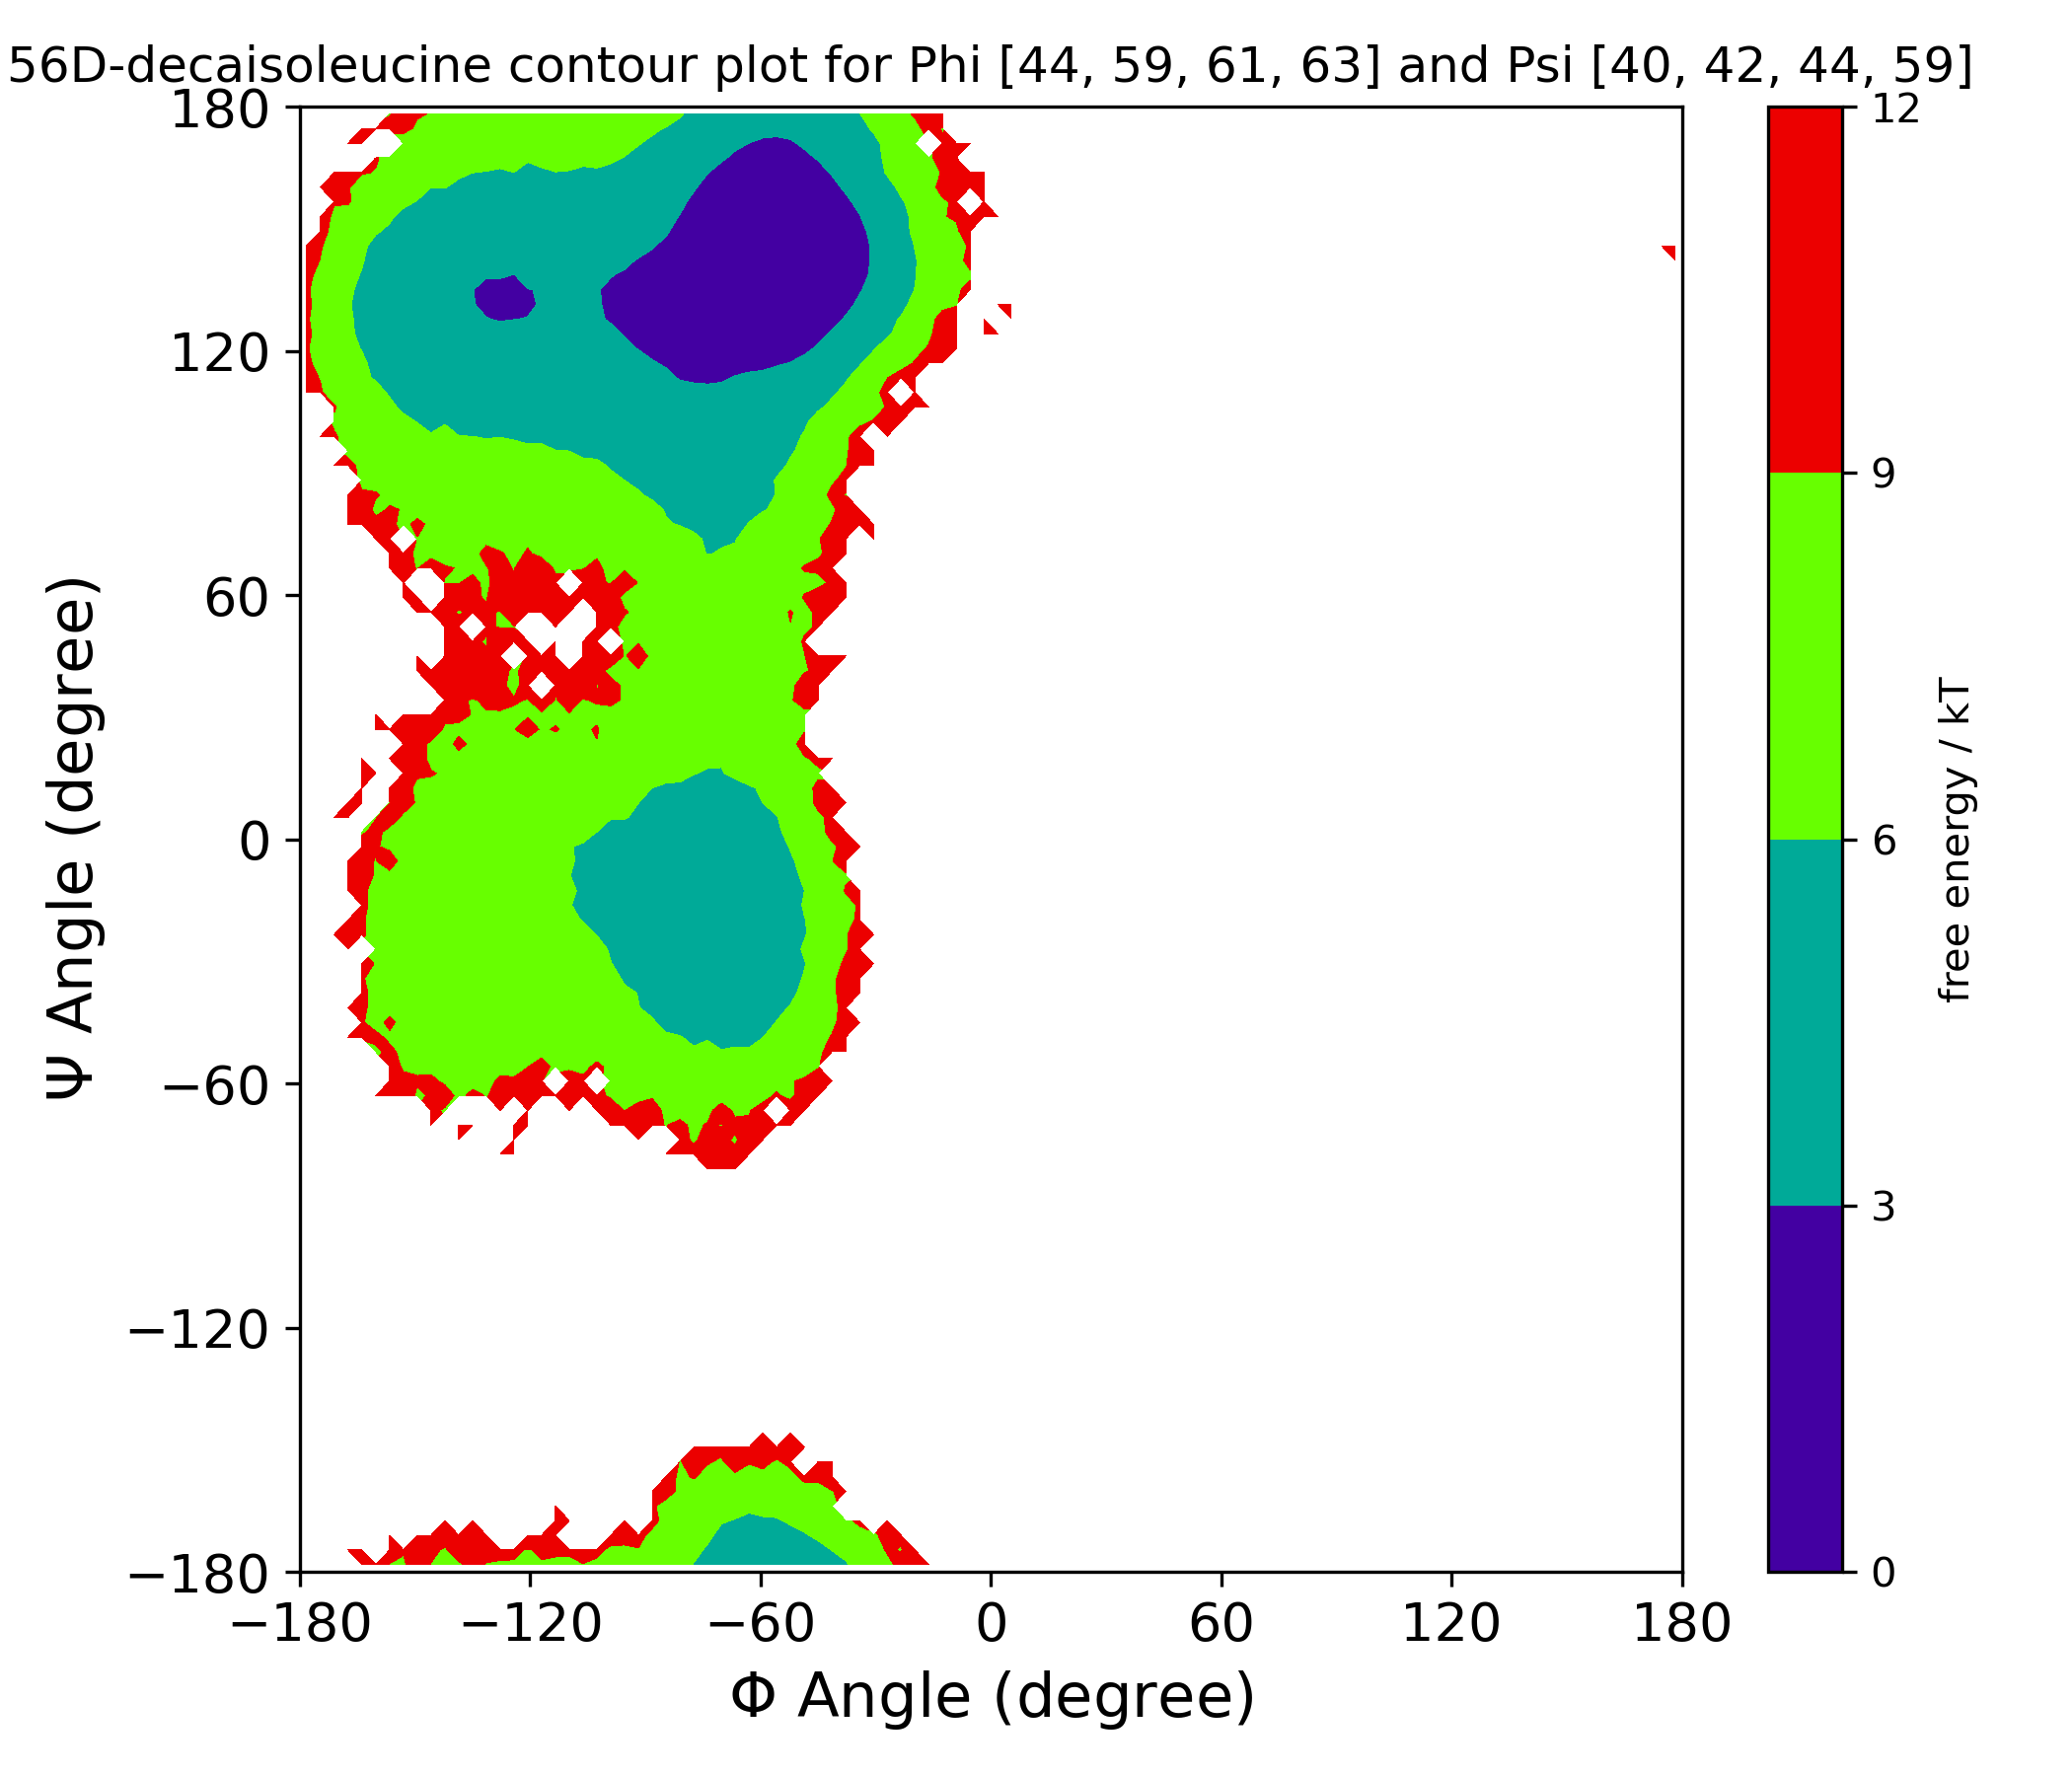 56D-decaisoleucine contour plot for Phi [44, 59, 61, 63] and Psi [40, 42, 44, 59]
180
120
60
0
−60
−120
−180
Ψ Angle (degree)
−180 −120 −60 0 60 120 180
Φ Angle (degree)
12
9
6
3
0
free energy / kT